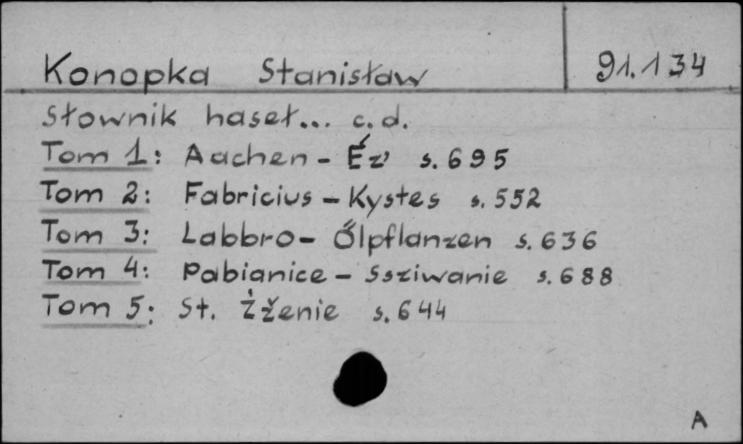 Konopka Stanisław 91.134
Słownik haseł... c.d.
Tom 1: Aachen - Éz' s.695
Tom 2: Fabricius - Kystes s.552
Tom 3: Labbro - Őlpflanzen s.636
Tom 4: Pabianice - Ssziwanie s.688
Tom 5: St. Żżenie s.644
A